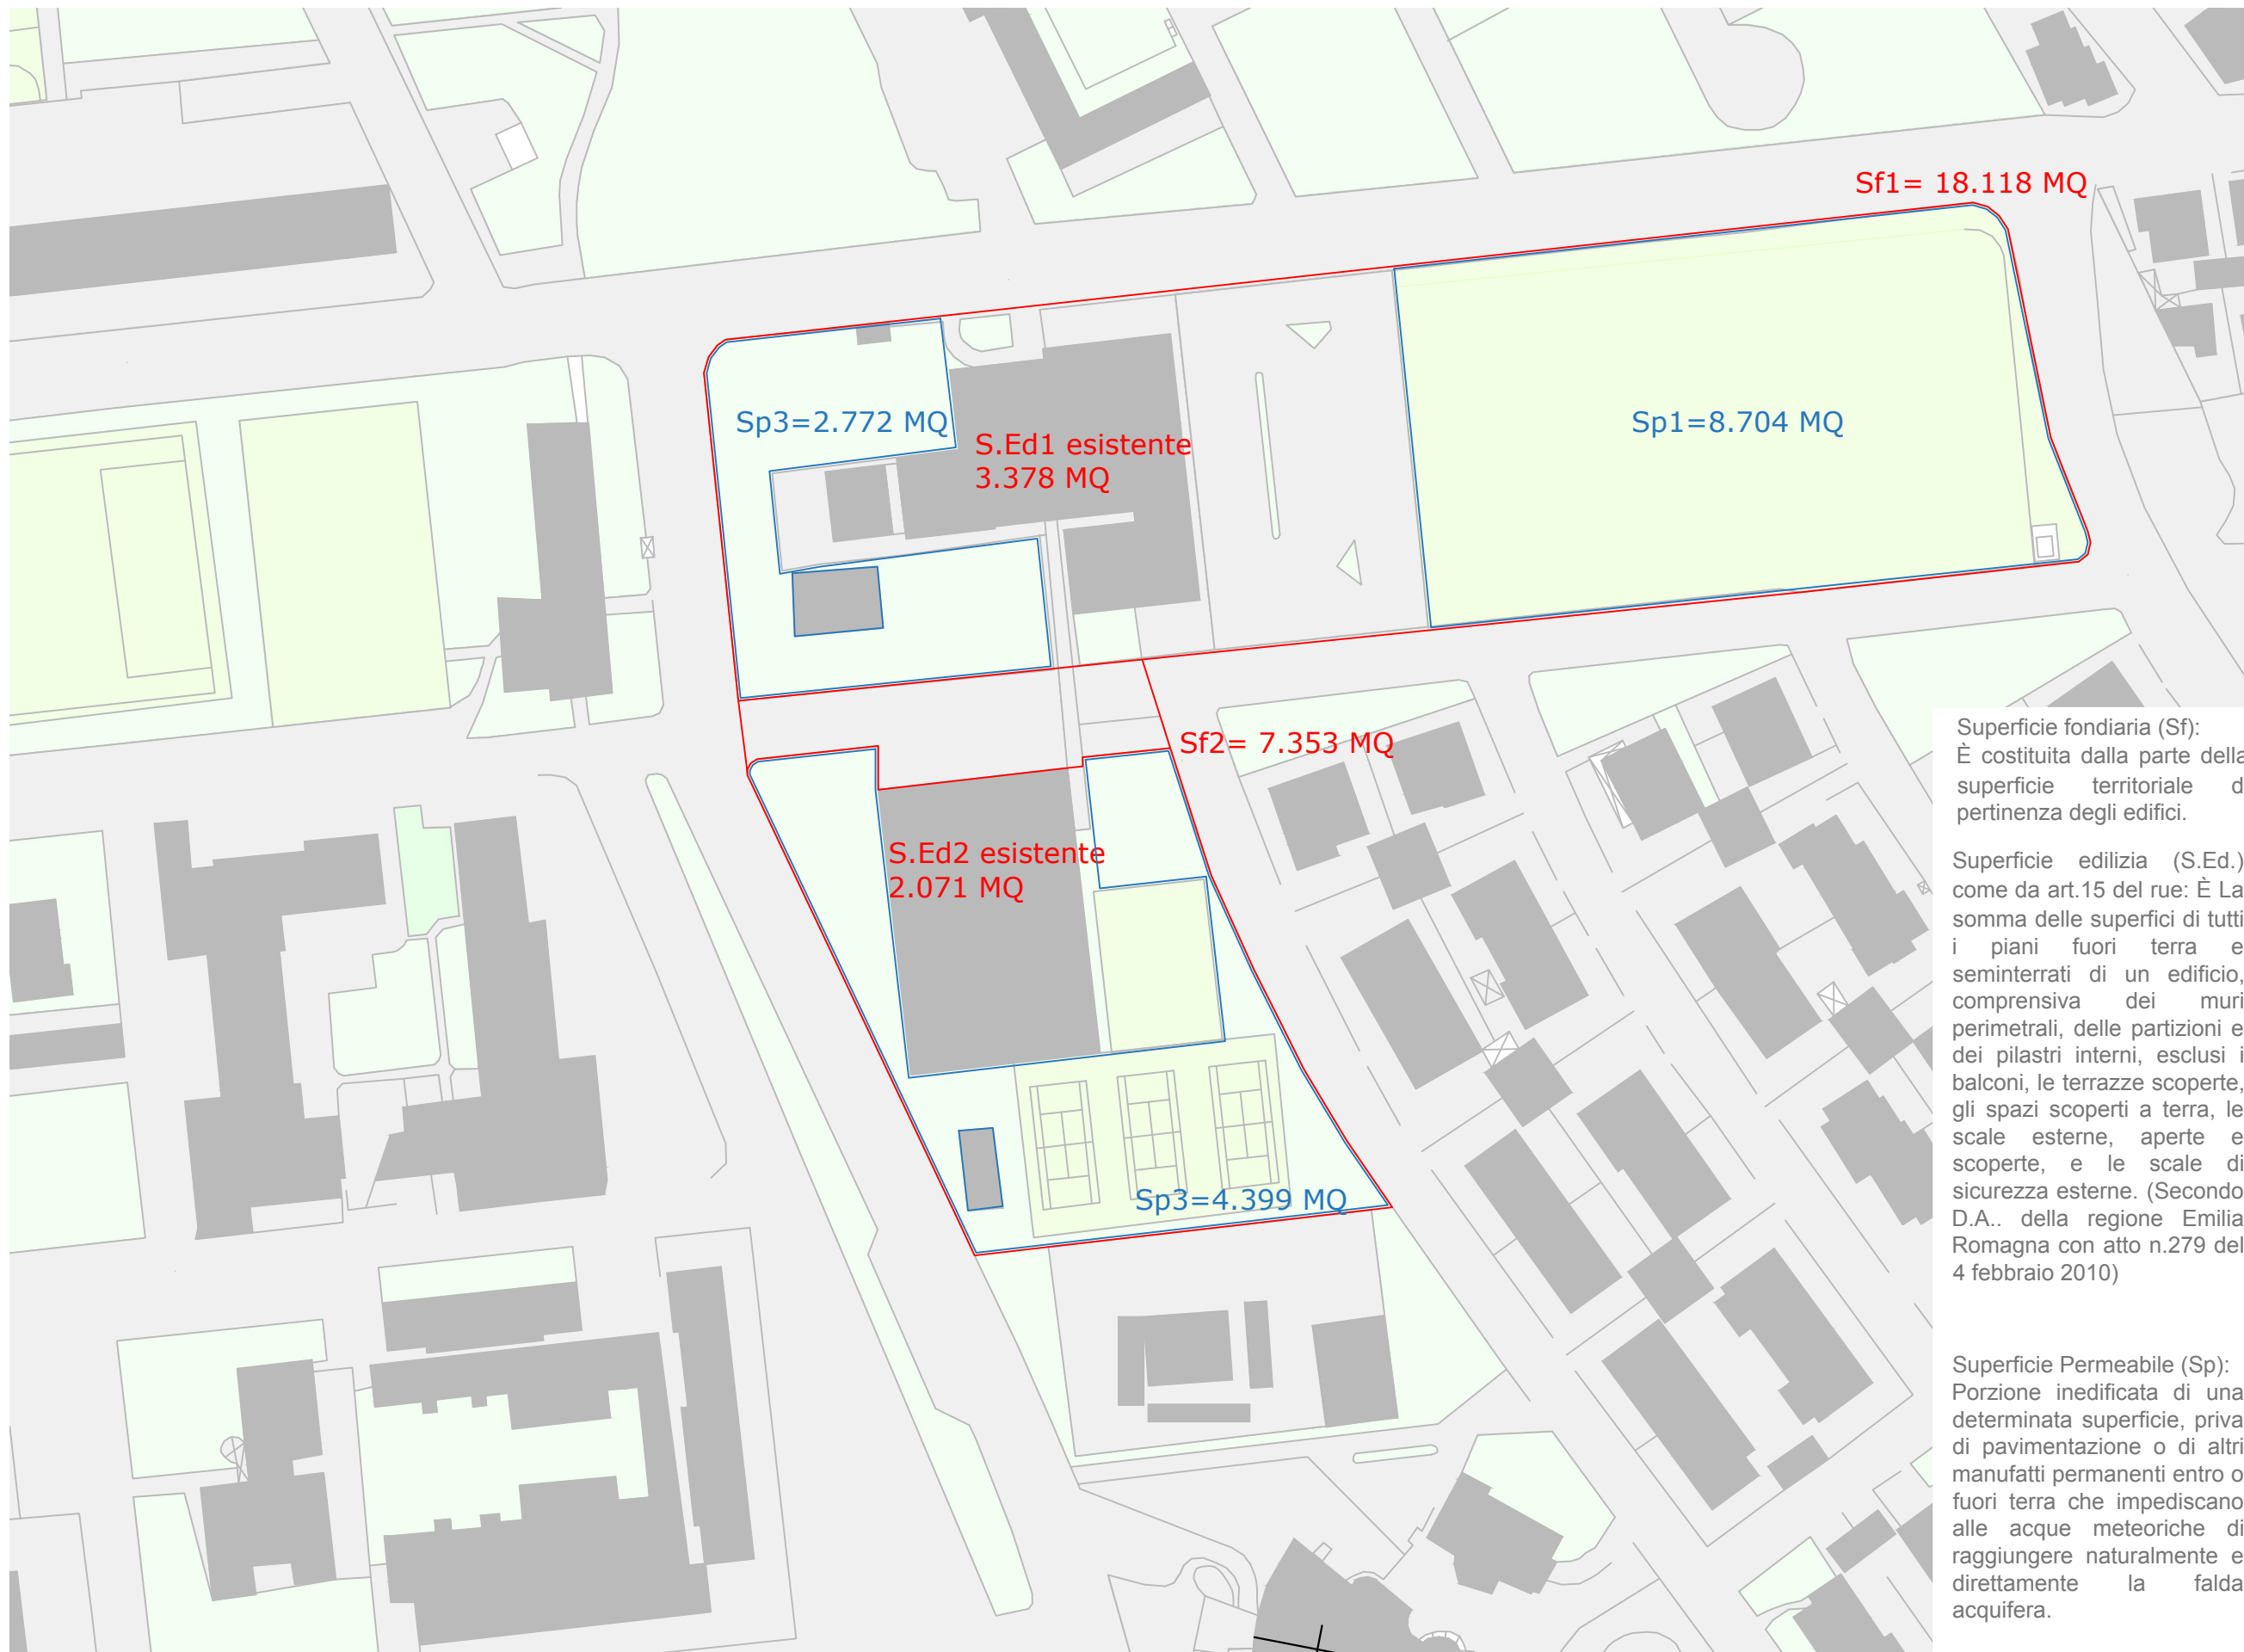 Sf1= 18.118 MQ
Sp3=2.772 MQ
S.Ed1 esistente
3.378 MQ
Sp1=8.704 MQ
Sf2= 7.353 MQ
S.Ed2 esistente
2.071 MQ
Sp3=4.399 MQ
Superficie fondiaria (Sf):
È costituita dalla parte della
superficie territoriale d
pertinenza degli edifici.
Superficie edilizia (S.Ed.)
come da art.15 del rue: È La
somma delle superfici di tutti
i piani fuori terra e
seminterrati di un edificio,
comprensiva dei muri
perimetrali, delle partizioni e
dei pilastri interni, esclusi i
balconi, le terrazze scoperte,
gli spazi scoperti a terra, le
scale esterne, aperte e
scoperte, e le scale di
sicurezza esterne. (Secondo
D.A.. della regione Emilia
Romagna con atto n.279 del
4 febbraio 2010)
Superficie Permeabile (Sp):
Porzione inedificata di una
determinata superficie, priva
di pavimentazione o di altri
manufatti permanenti entro o
fuori terra che impediscano
alle acque meteoriche di
raggiungere naturalmente e
direttamente la falda
acquifera.